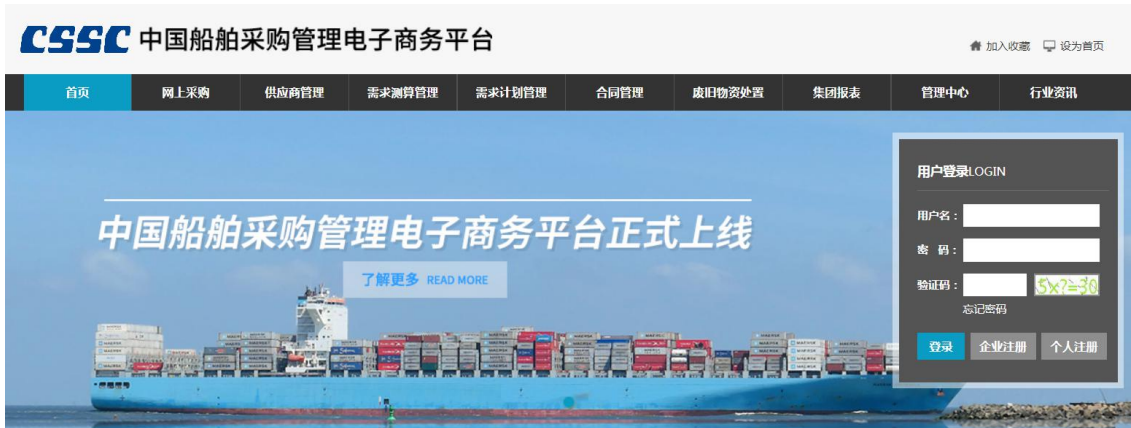 CSSC 中国船舶采购管理电子商务平台
加入收藏 设为首页
首页 网上采购 供应商管理 需求测算管理 需求计划管理 合同管理 废旧物资处置 集团报表 管理中心 行业资讯
中国船舶采购管理电子商务平台正式上线
了解更多 READ MORE
用户登录LOGIN
用户名：
密 码：
验证码： 5x?=30
忘记密码
登录 企业注册 个人注册